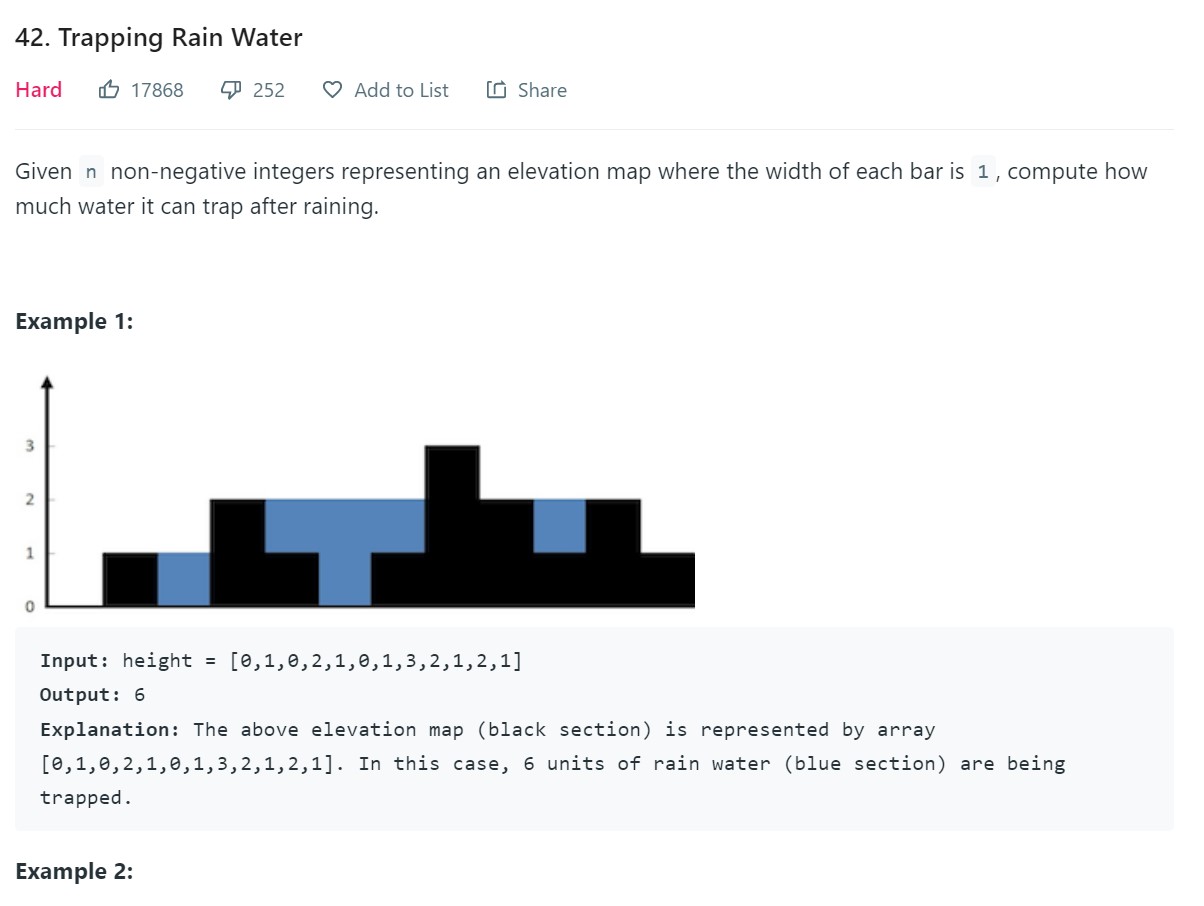 42. Trapping Rain Water
Hard 17868 252 Add to List Share
Given n non-negative integers representing an elevation map where the width of each bar is 1, compute how
much water it can trap after raining.
Example 1:
3
2
1
0
Input: height = [0,1,0,2,1,0,1,3,2,1,2,1]
Output: 6
Explanation: The above elevation map (black section) is represented by array
[0,1,0,2,1,0,1,3,2,1,2,1]. In this case, 6 units of rain water (blue section) are being
trapped.
Example 2: